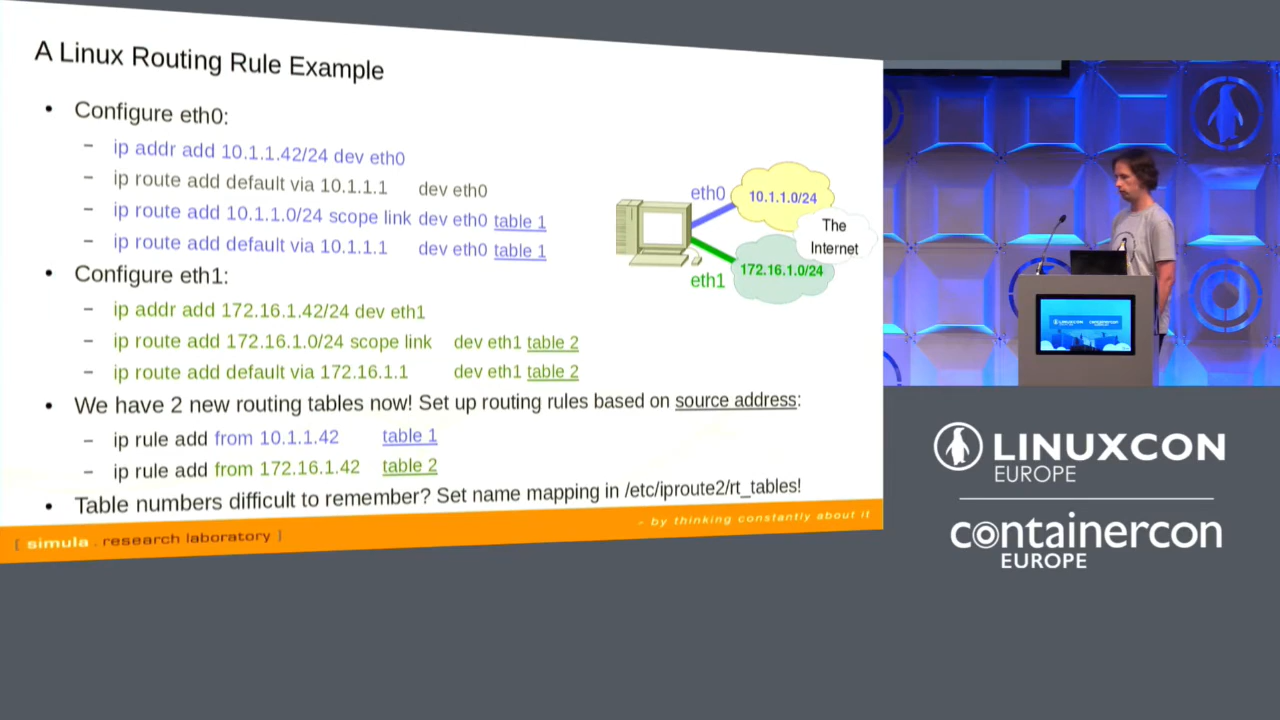 A Linux Routing Rule Example
• Configure eth0:
– ip addr add 10.1.1.42/24 dev eth0
– ip route add default via 10.1.1.1 dev eth0
– ip route add 10.1.1.0/24 scope link dev eth0 table 1
– ip route add default via 10.1.1.1 dev eth0 table 1
• Configure eth1:
– ip addr add 172.16.1.42/24 dev eth1
– ip route add 172.16.1.0/24 scope link dev eth1 table 2
– ip route add default via 172.16.1.1 dev eth1 table 2
• We have 2 new routing tables now! Set up routing rules based on source address:
– ip rule add from 10.1.1.42 table 1
– ip rule add from 172.16.1.42 table 2
• Table numbers difficult to remember? Set name mapping in /etc/iproute2/rt_tables!
eth0
10.1.1.0/24
The
Internet
172.16.1.0/24
eth1
[ simula . research laboratory ]
– by thinking constantly about it
LINUXCON
EUROPE
containercon
EUROPE